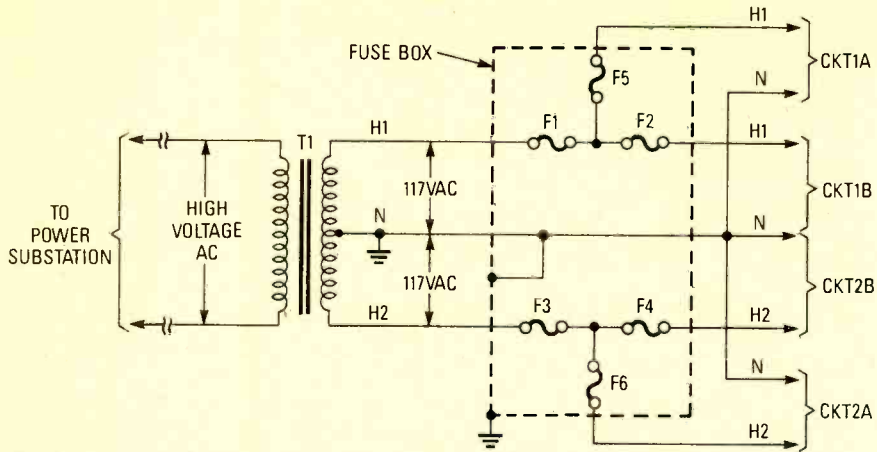 H1
FUSE BOX
CKT1A
F5
N
T1
H1
F1
F2
H1
117VAC
CKT1B
TO
POWER
SUBSTATION
HIGH
VOLTAGE
AC
N
N
117VAC
CKT2B
H2
F3
F4
H2
N
F6
CKT2A
H2